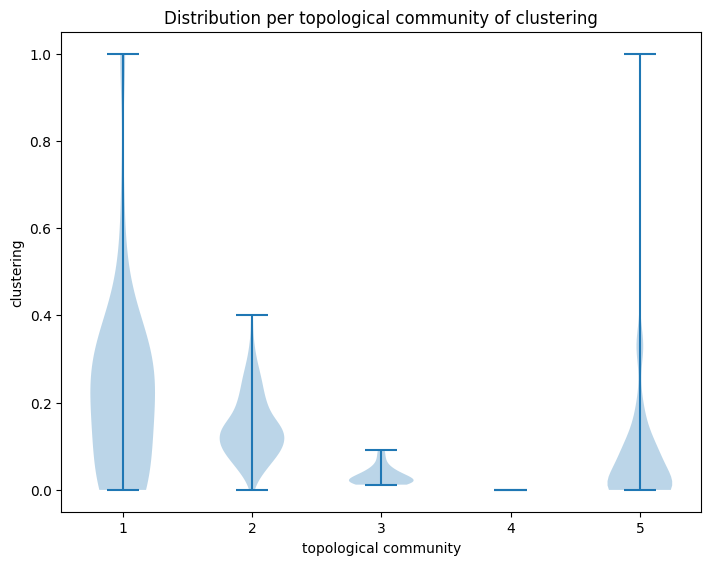 Distribution per topological community of clustering
clustering
1.0
0.8
0.6
0.4
0.2
0.0
1 2 3 4 5
topological community